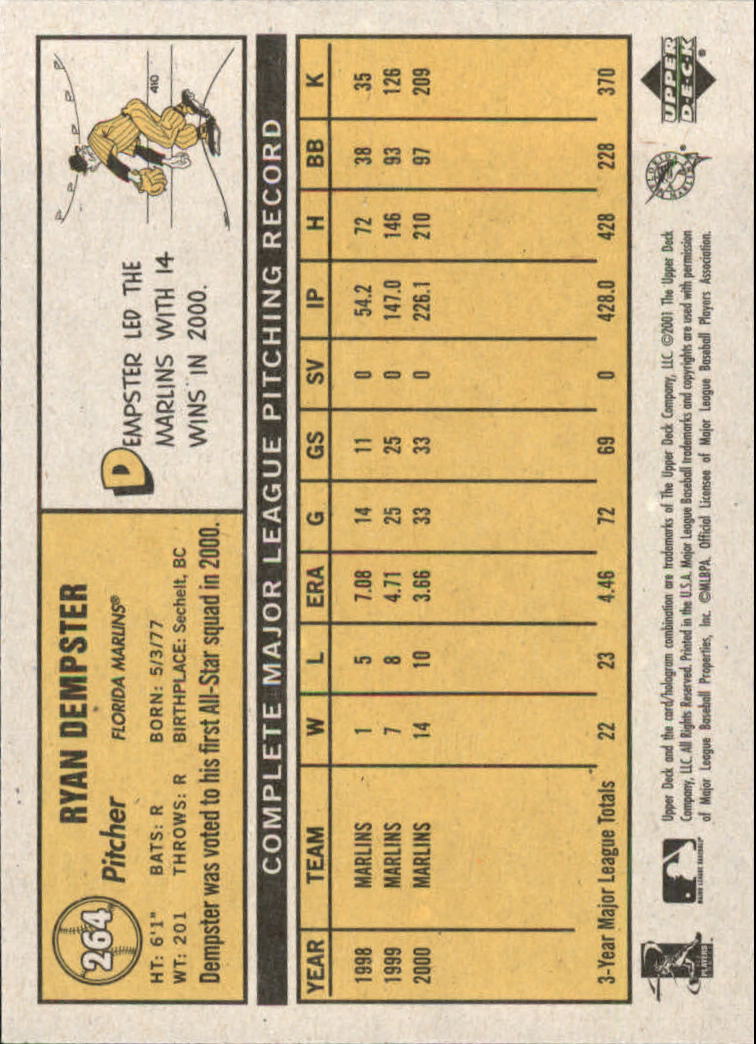 264
RYAN DEMPSTER
Pitcher FLORIDA MARLINS®
HT: 6'1" BATS: R BORN: 5/3/77
WT: 201 THROWS: R BIRTHPLACE: Sechelt, BC
Dempster was voted to his first All-Star squad in 2000.
DEMPSTER LED THE
MARLINS WITH 14
WINS IN 2000.
410
COMPLETE MAJOR LEAGUE PITCHING RECORD
YEAR TEAM W L ERA G GS SV IP H BB K
1998 MARLINS 1 5 7.08 14 11 0 54.2 72 38 35
1999 MARLINS 7 8 4.71 25 25 0 147.0 146 93 126
2000 MARLINS 14 10 3.66 33 33 0 226.1 210 97 209
3-Year Major League Totals 22 23 4.46 72 69 0 428.0 428 228 370
PLAYERS
MAJOR LEAGUE BASEBALL®
Upper Deck and the card/hologram combination are trademarks of The Upper Deck Company, LLC. ©2001 The Upper Deck
Company, LLC. All Rights Reserved. Printed in the U.S.A. Major League Baseball trademarks and copyrights are used with permission
of Major League Baseball Properties, Inc. ©MLBPA. Official Licensee of Major League Baseball Players Association.
FLORIDA MARLINS ®
UPPER
DECK ®